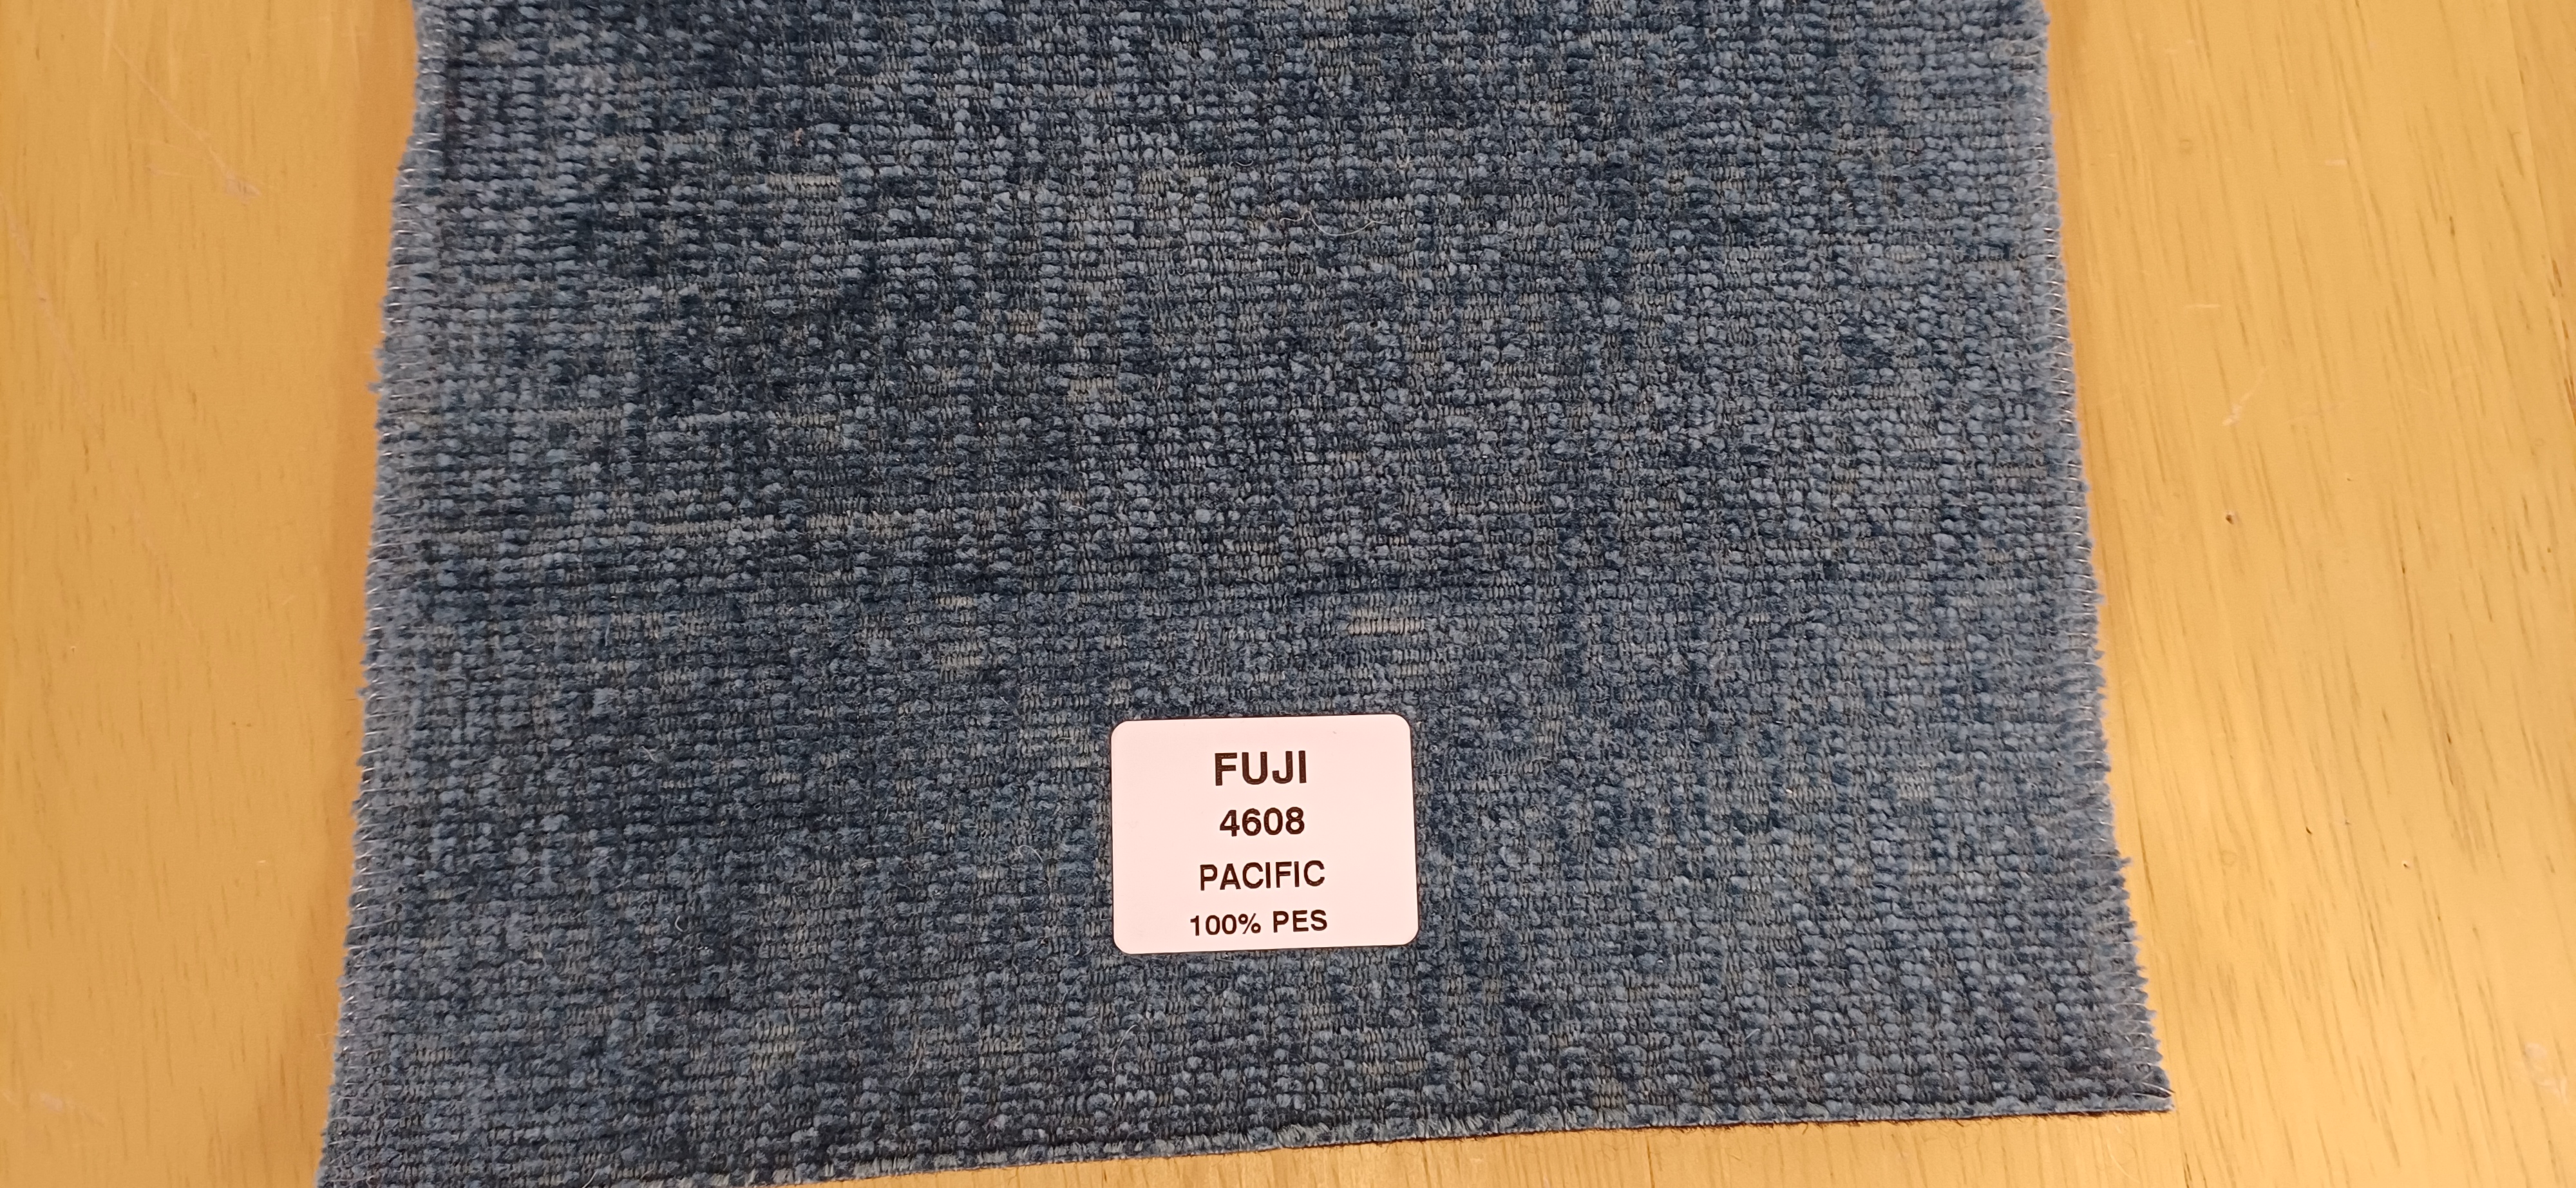 FUJI
4608
PACIFIC
100% PES